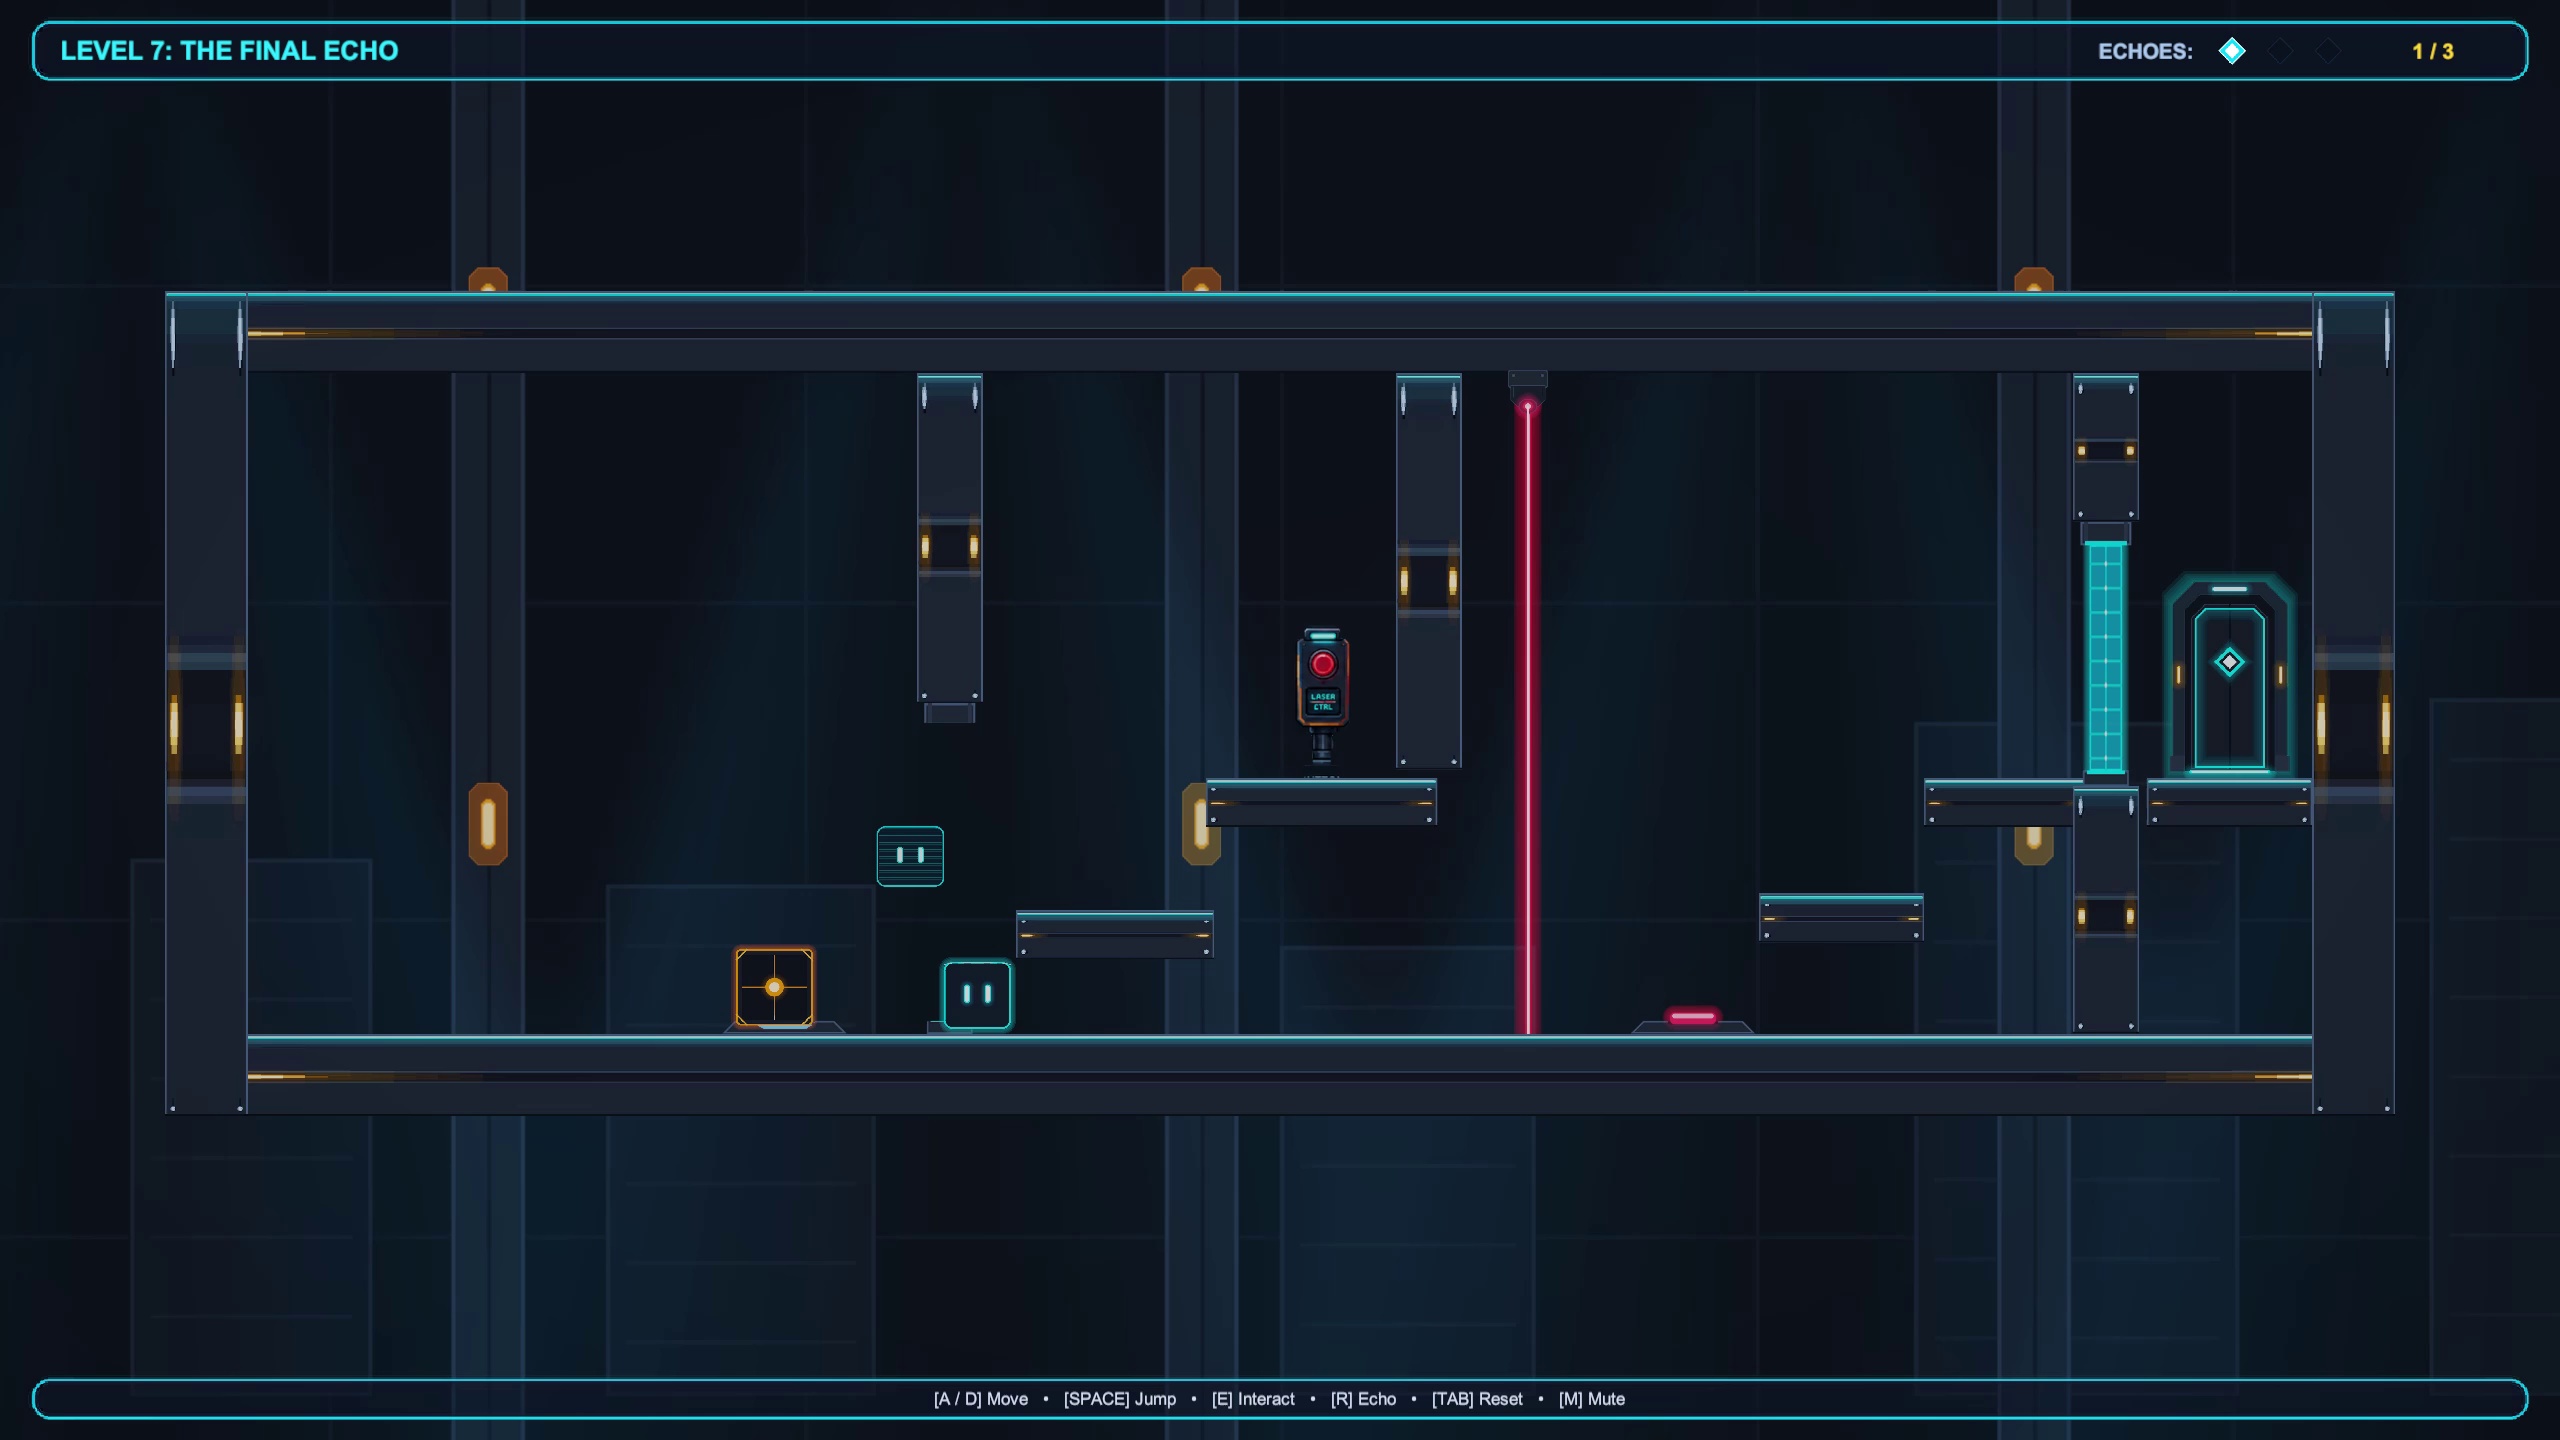 LEVEL 7: THE FINAL ECHO
ECHOES:
1 / 3
LASER
CTRL
[A / D] Move • [SPACE] Jump • [E] Interact • [R] Echo • [TAB] Reset • [M] Mute